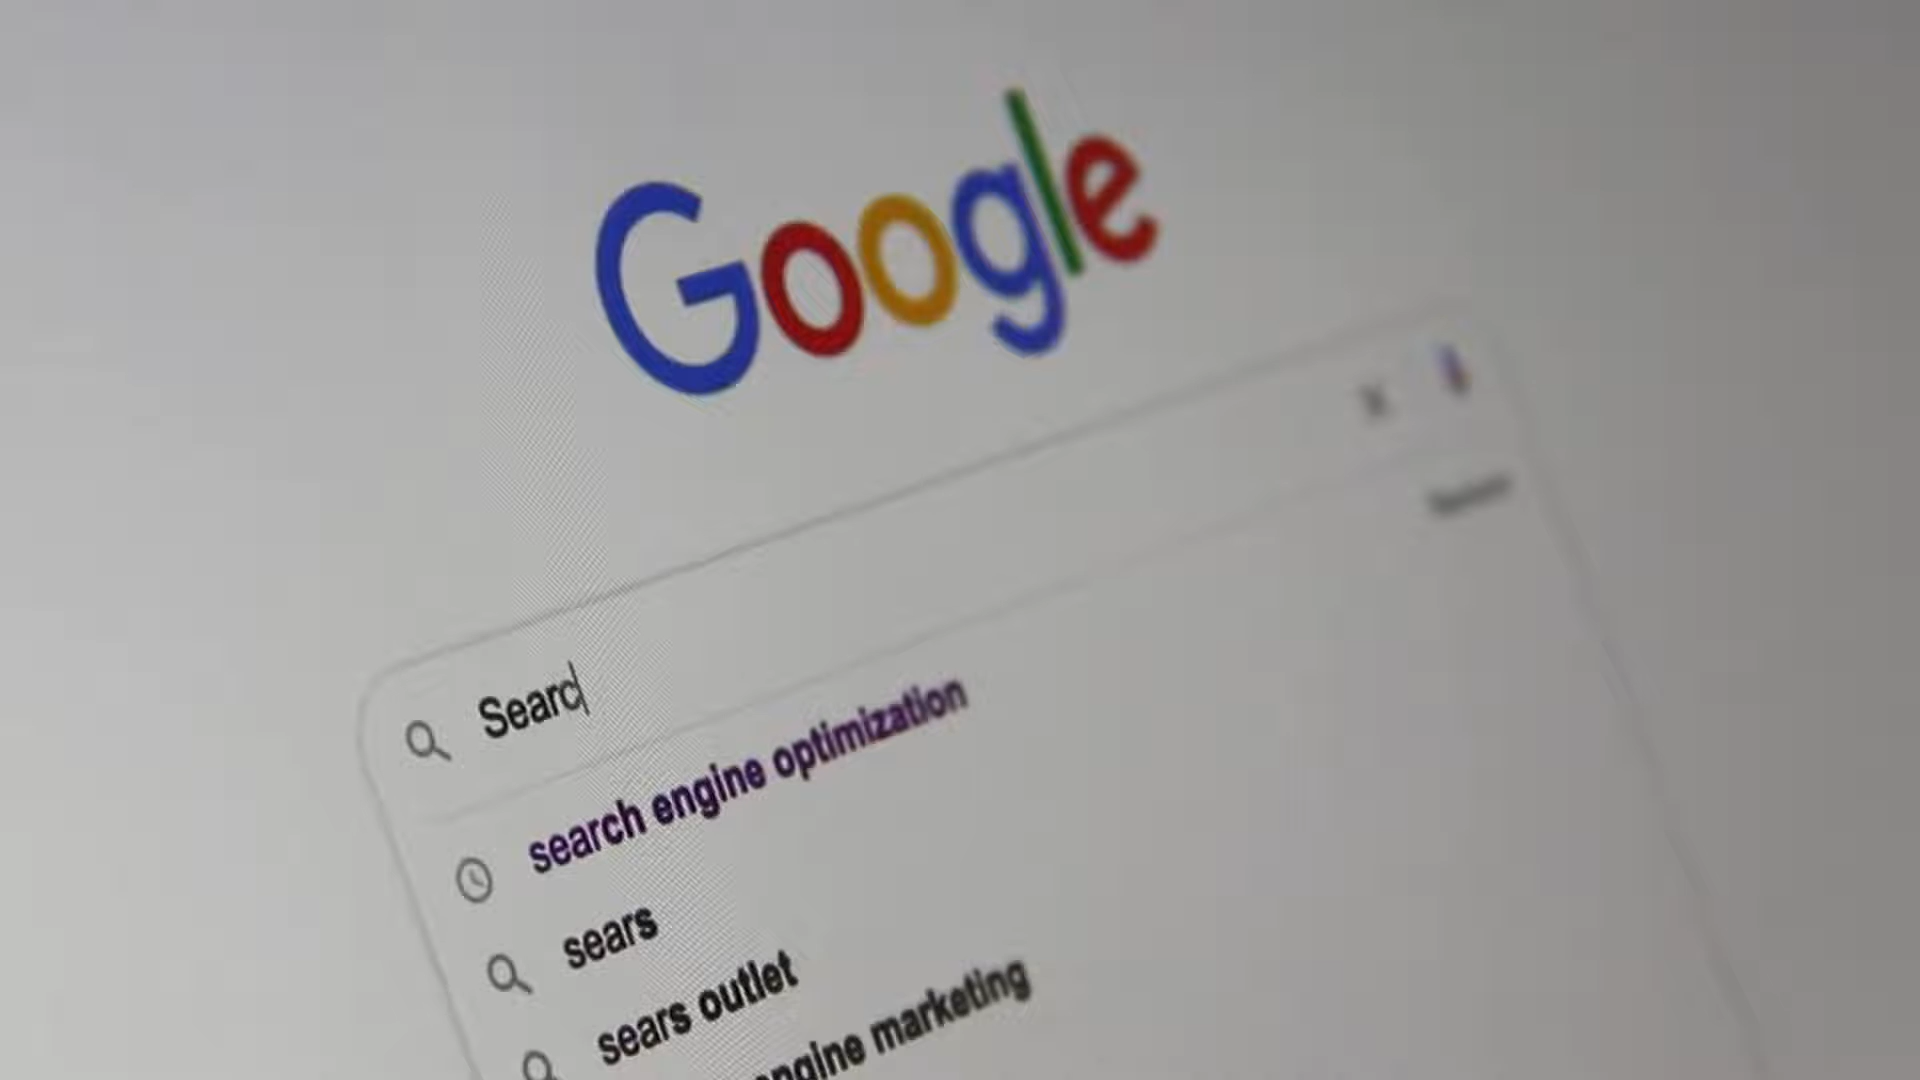 Google
Searc
search engine optimization
sears
sears outlet
engine marketing